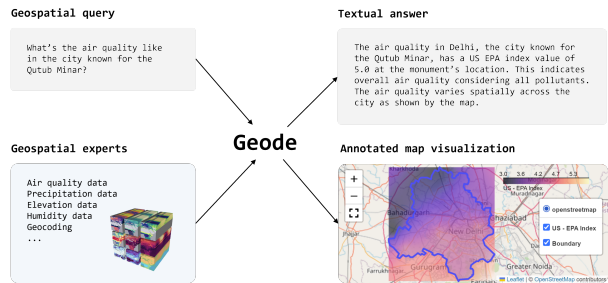 Geospatial query
What's the air quality like
in the city known for the
Qutub Minar?
Geospatial experts
Air quality data
Precipitation data
Elevation data
Humidity data
Geocoding
...
Geode
Textual answer
The air quality in Delhi, the city known for
the Qutub Minar, has a US EPA index value of
5.0 at the monument's location. This indicates
overall air quality considering all pollutants.
The air quality varies spatially across the
city as shown by the map.
Annotated map visualization
+
−
Kharkhoda
3.0 3.6 4.2 4.7 5.3
US - EPA Index
Muradnagar
Bahadurgarh
Ghaziabad
openstreetmap
US - EPA Index
Boundary
Jhajjar
New Delhi
Gurugram
Farrukhnagar
Greater Noida
Faridabad
Leaflet | © OpenStreetMap contributors